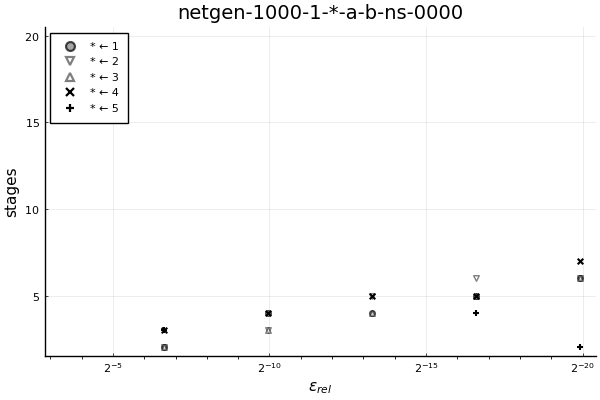 netgen-1000-1-*-a-b-ns-0000
20
15
10
5
stages
* ← 1
* ← 2
* ← 3
* ← 4
* ← 5
2⁻⁵ 2⁻¹⁰ 2⁻¹⁵ 2⁻²⁰
ε_rel